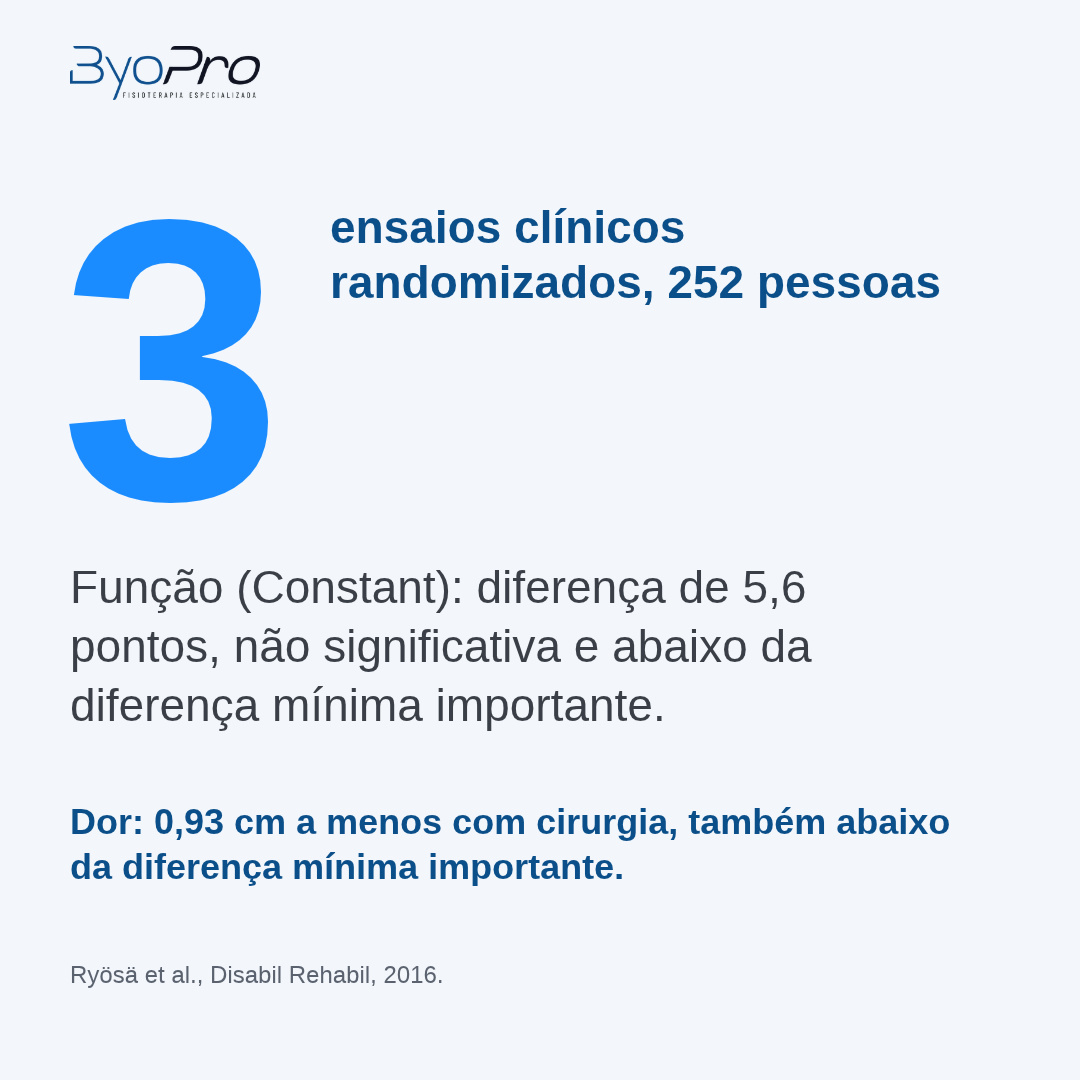 ByoPro
FISIOTERAPIA ESPECIALIZADA
3
ensaios clínicos
randomizados, 252 pessoas
Função (Constant): diferença de 5,6
pontos, não significativa e abaixo da
diferença mínima importante.
Dor: 0,93 cm a menos com cirurgia, também abaixo
da diferença mínima importante.
Ryösä et al., Disabil Rehabil, 2016.